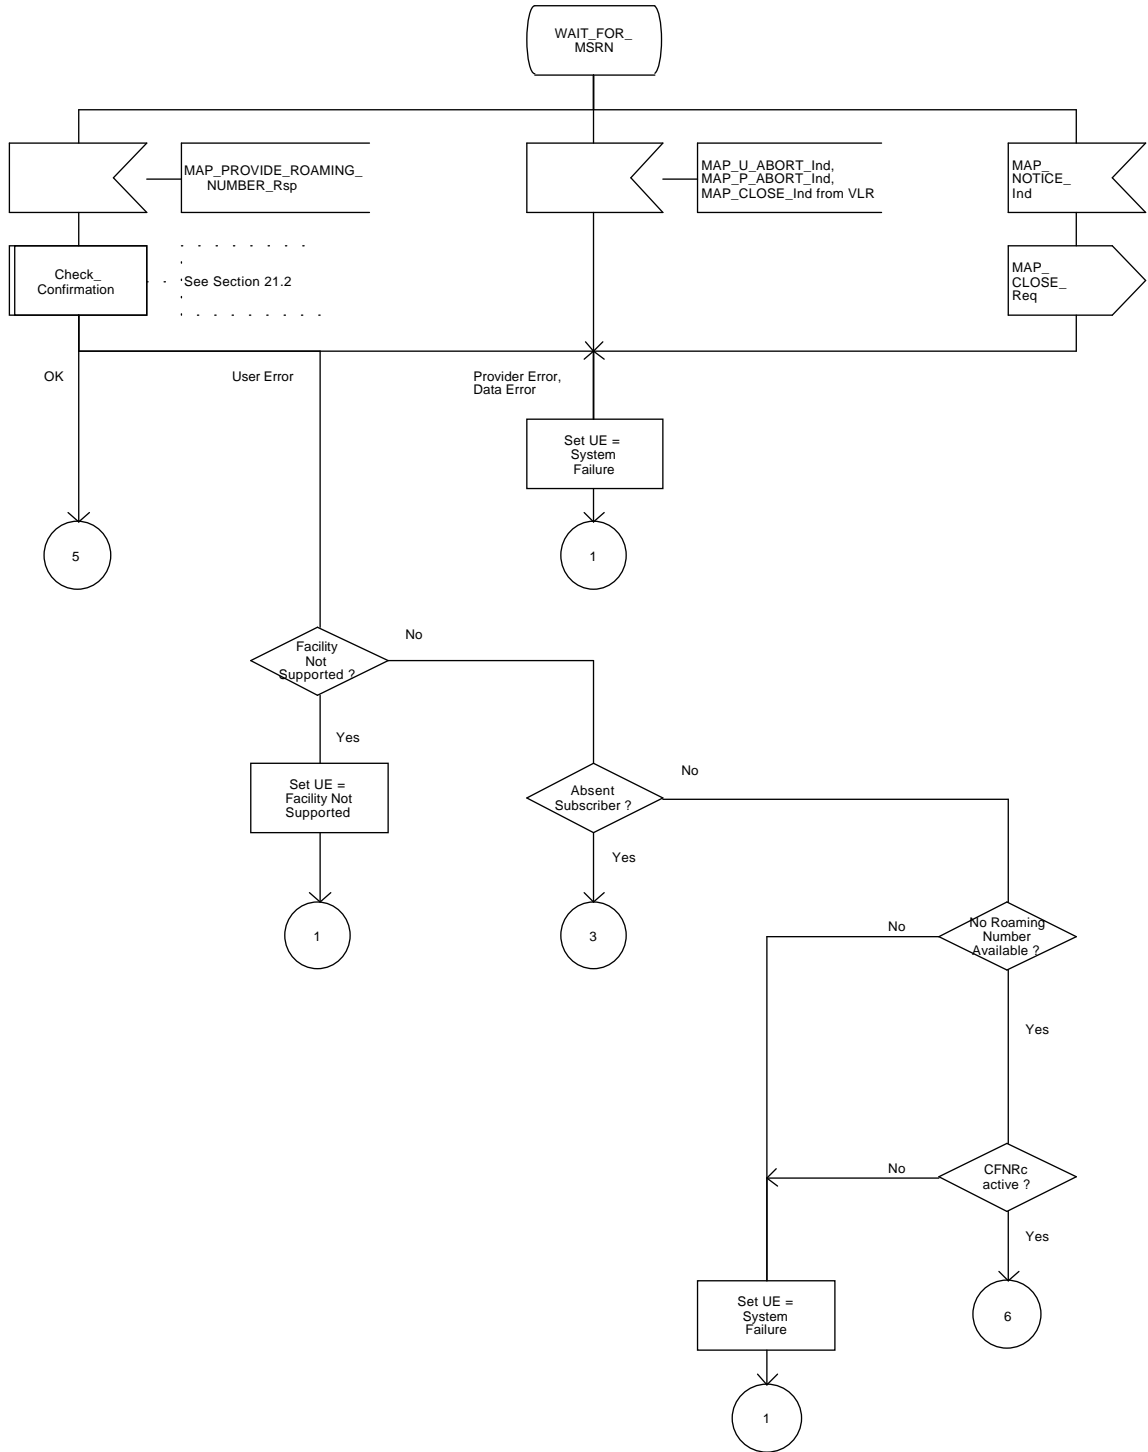 WAIT_FOR_
MSRN
MAP_PROVIDE_ROAMING_
NUMBER_Rsp
MAP_U_ABORT_Ind,
MAP_P_ABORT_Ind,
MAP_CLOSE_Ind from VLR
MAP_
NOTICE_
Ind
Check_
Confirmation
See Section 21.2
MAP_
CLOSE_
Req
OK
User Error
Provider Error,
Data Error
Set UE =
System
Failure
5
1
Facility
Not
Supported ?
No
Yes
Set UE =
Facility Not
Supported
Absent
Subscriber ?
No
Yes
1
3
No Roaming
Number
Available ?
No
Yes
CFNRc
active ?
No
Yes
Set UE =
System
Failure
6
1